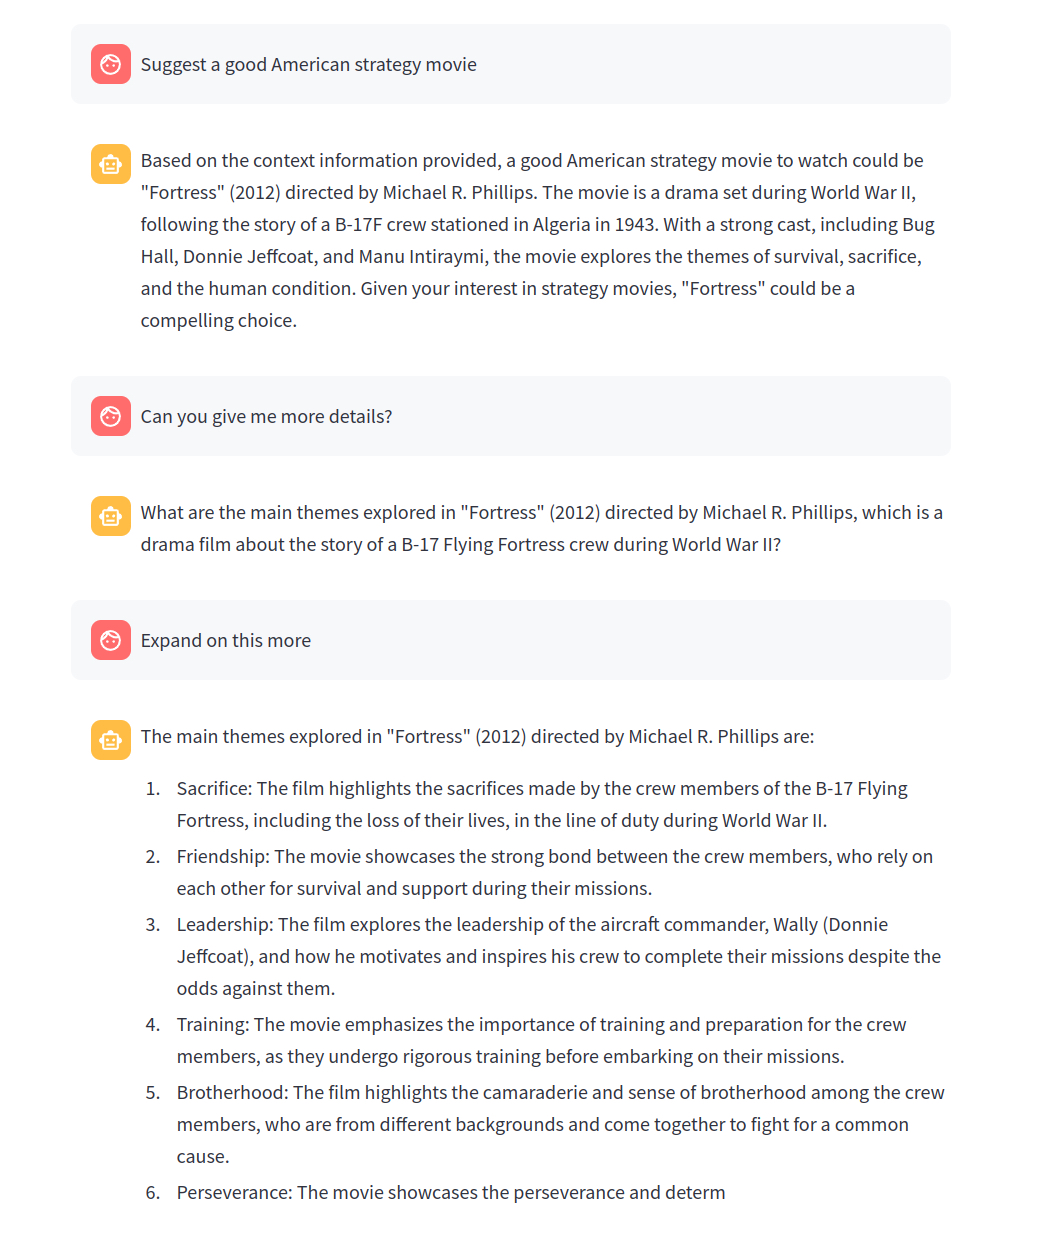 Suggest a good American strategy movie
Based on the context information provided, a good American strategy movie to watch could be
"Fortress" (2012) directed by Michael R. Phillips. The movie is a drama set during World War II,
following the story of a B-17F crew stationed in Algeria in 1943. With a strong cast, including Bug
Hall, Donnie Jeffcoat, and Manu Intiraymi, the movie explores the themes of survival, sacrifice,
and the human condition. Given your interest in strategy movies, "Fortress" could be a
compelling choice.
Can you give me more details?
What are the main themes explored in "Fortress" (2012) directed by Michael R. Phillips, which is a
drama film about the story of a B-17 Flying Fortress crew during World War II?
Expand on this more
The main themes explored in "Fortress" (2012) directed by Michael R. Phillips are:
1. Sacrifice: The film highlights the sacrifices made by the crew members of the B-17 Flying
Fortress, including the loss of their lives, in the line of duty during World War II.
2. Friendship: The movie showcases the strong bond between the crew members, who rely on
each other for survival and support during their missions.
3. Leadership: The film explores the leadership of the aircraft commander, Wally (Donnie
Jeffcoat), and how he motivates and inspires his crew to complete their missions despite the
odds against them.
4. Training: The movie emphasizes the importance of training and preparation for the crew
members, as they undergo rigorous training before embarking on their missions.
5. Brotherhood: The film highlights the camaraderie and sense of brotherhood among the crew
members, who are from different backgrounds and come together to fight for a common
cause.
6. Perseverance: The movie showcases the perseverance and determ